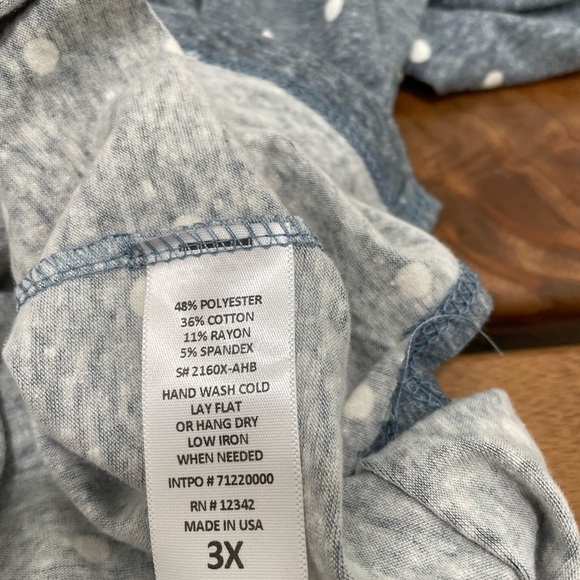 48% POLYESTER
36% COTTON
11% RAYON
5% SPANDEX
S# 2160X-AHB
HAND WASH COLD
LAY FLAT
OR HANG DRY
LOW IRON
WHEN NEEDED
INTPO # 71220000
RN # 12342
MADE IN USA
3X